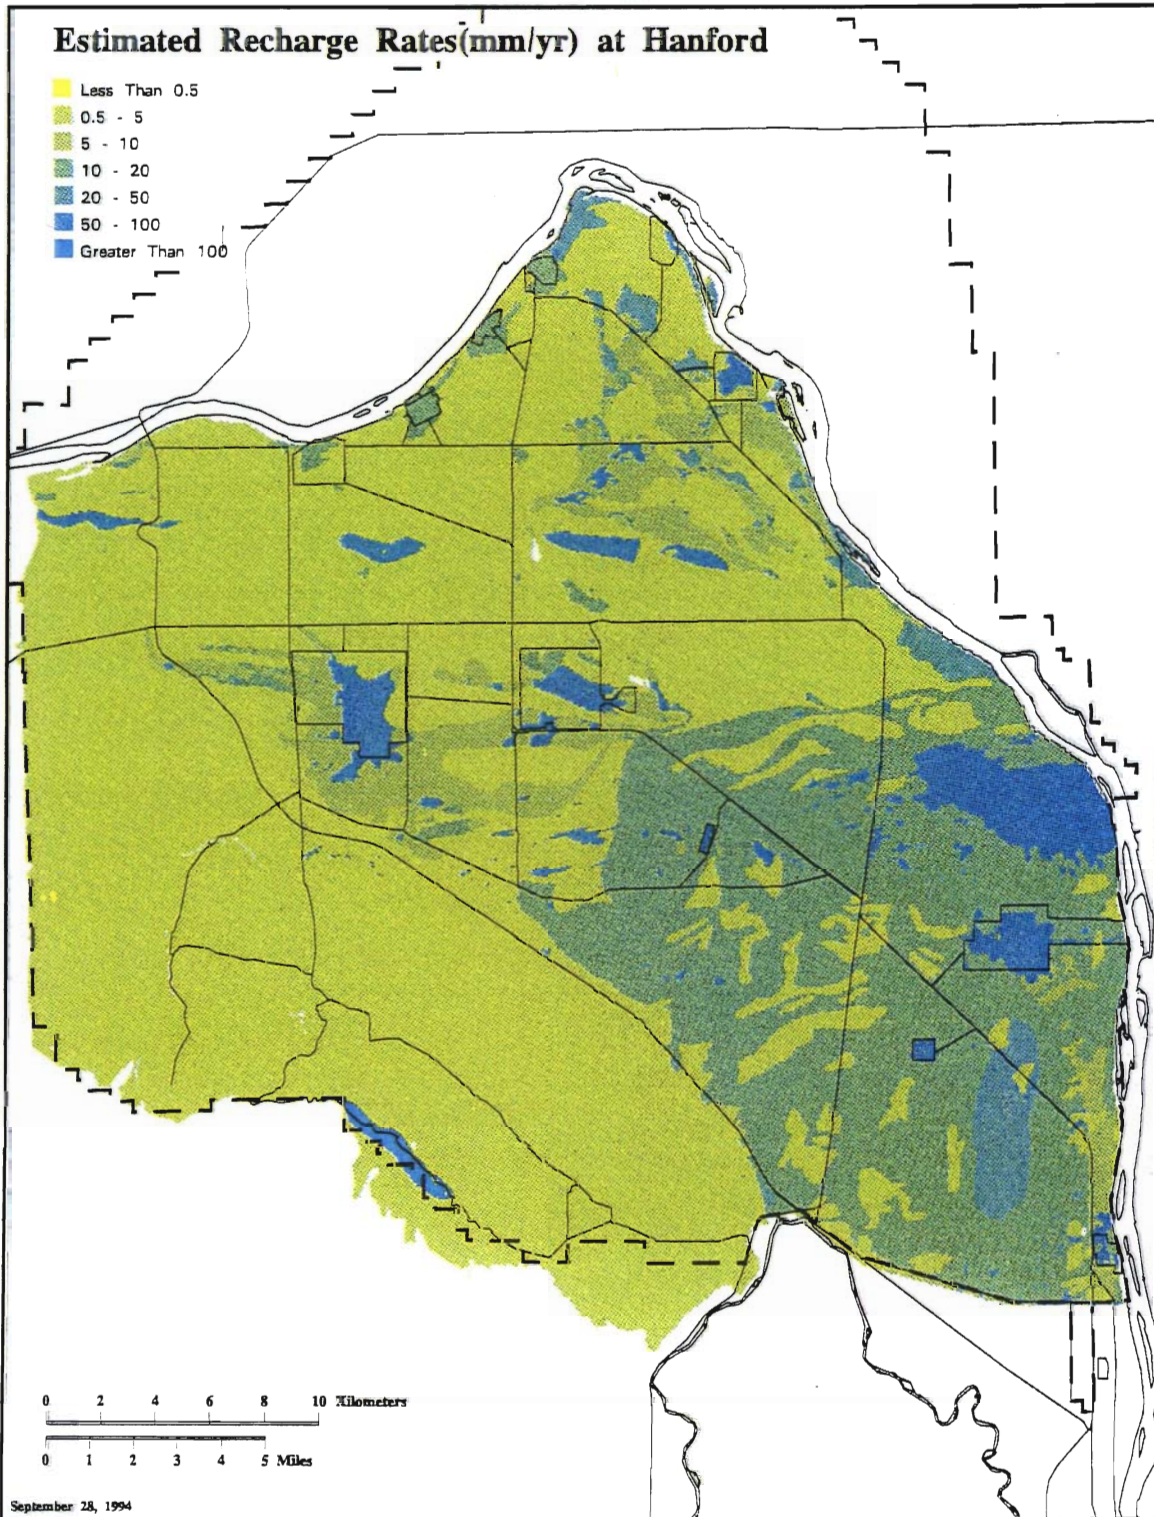 Estimated Recharge Rates(mm/yr) at Hanford
Less Than 0.5
0.5 - 5
5 - 10
10 - 20
20 - 50
50 - 100
Greater Than 100
0 2 4 6 8 10 Kilometers
0 1 2 3 4 5 Miles
September 28, 1994